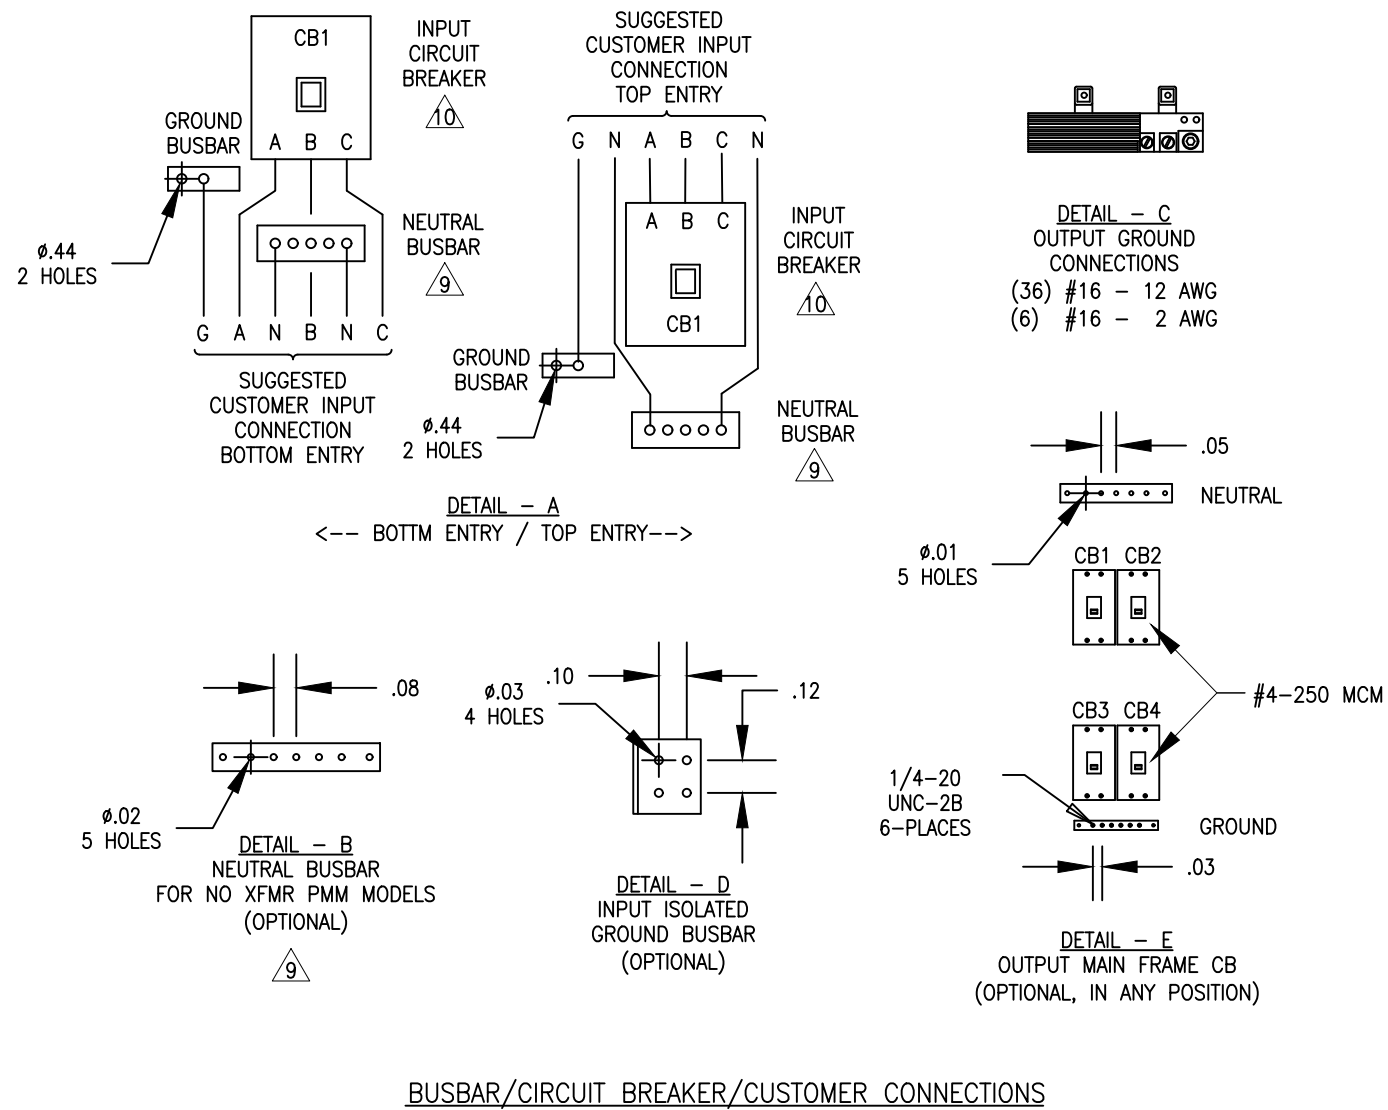 CB1
INPUT
CIRCUIT
BREAKER
10
GROUND
BUSBAR
A B C
ø.44
2 HOLES
NEUTRAL
BUSBAR
9
G A N B N C
SUGGESTED
CUSTOMER INPUT
CONNECTION
BOTTOM ENTRY
SUGGESTED
CUSTOMER INPUT
CONNECTION
TOP ENTRY
G N A B C N
A B C
CB1
INPUT
CIRCUIT
BREAKER
10
GROUND
BUSBAR
ø.44
2 HOLES
NEUTRAL
BUSBAR
9
DETAIL - A
<-- BOTTM ENTRY / TOP ENTRY-->
DETAIL - C
OUTPUT GROUND
CONNECTIONS
(36) #16 - 12 AWG
(6) #16 - 2 AWG
.08
ø.02
5 HOLES
DETAIL - B
NEUTRAL BUSBAR
FOR NO XFMR PMM MODELS
(OPTIONAL)
9
.10
ø.03
4 HOLES
.12
DETAIL - D
INPUT ISOLATED
GROUND BUSBAR
(OPTIONAL)
.05
NEUTRAL
ø.01
5 HOLES
CB1 CB2
#4-250 MCM
CB3 CB4
1/4-20
UNC-2B
6-PLACES
GROUND
.03
DETAIL - E
OUTPUT MAIN FRAME CB
(OPTIONAL, IN ANY POSITION)
BUSBAR/CIRCUIT BREAKER/CUSTOMER CONNECTIONS